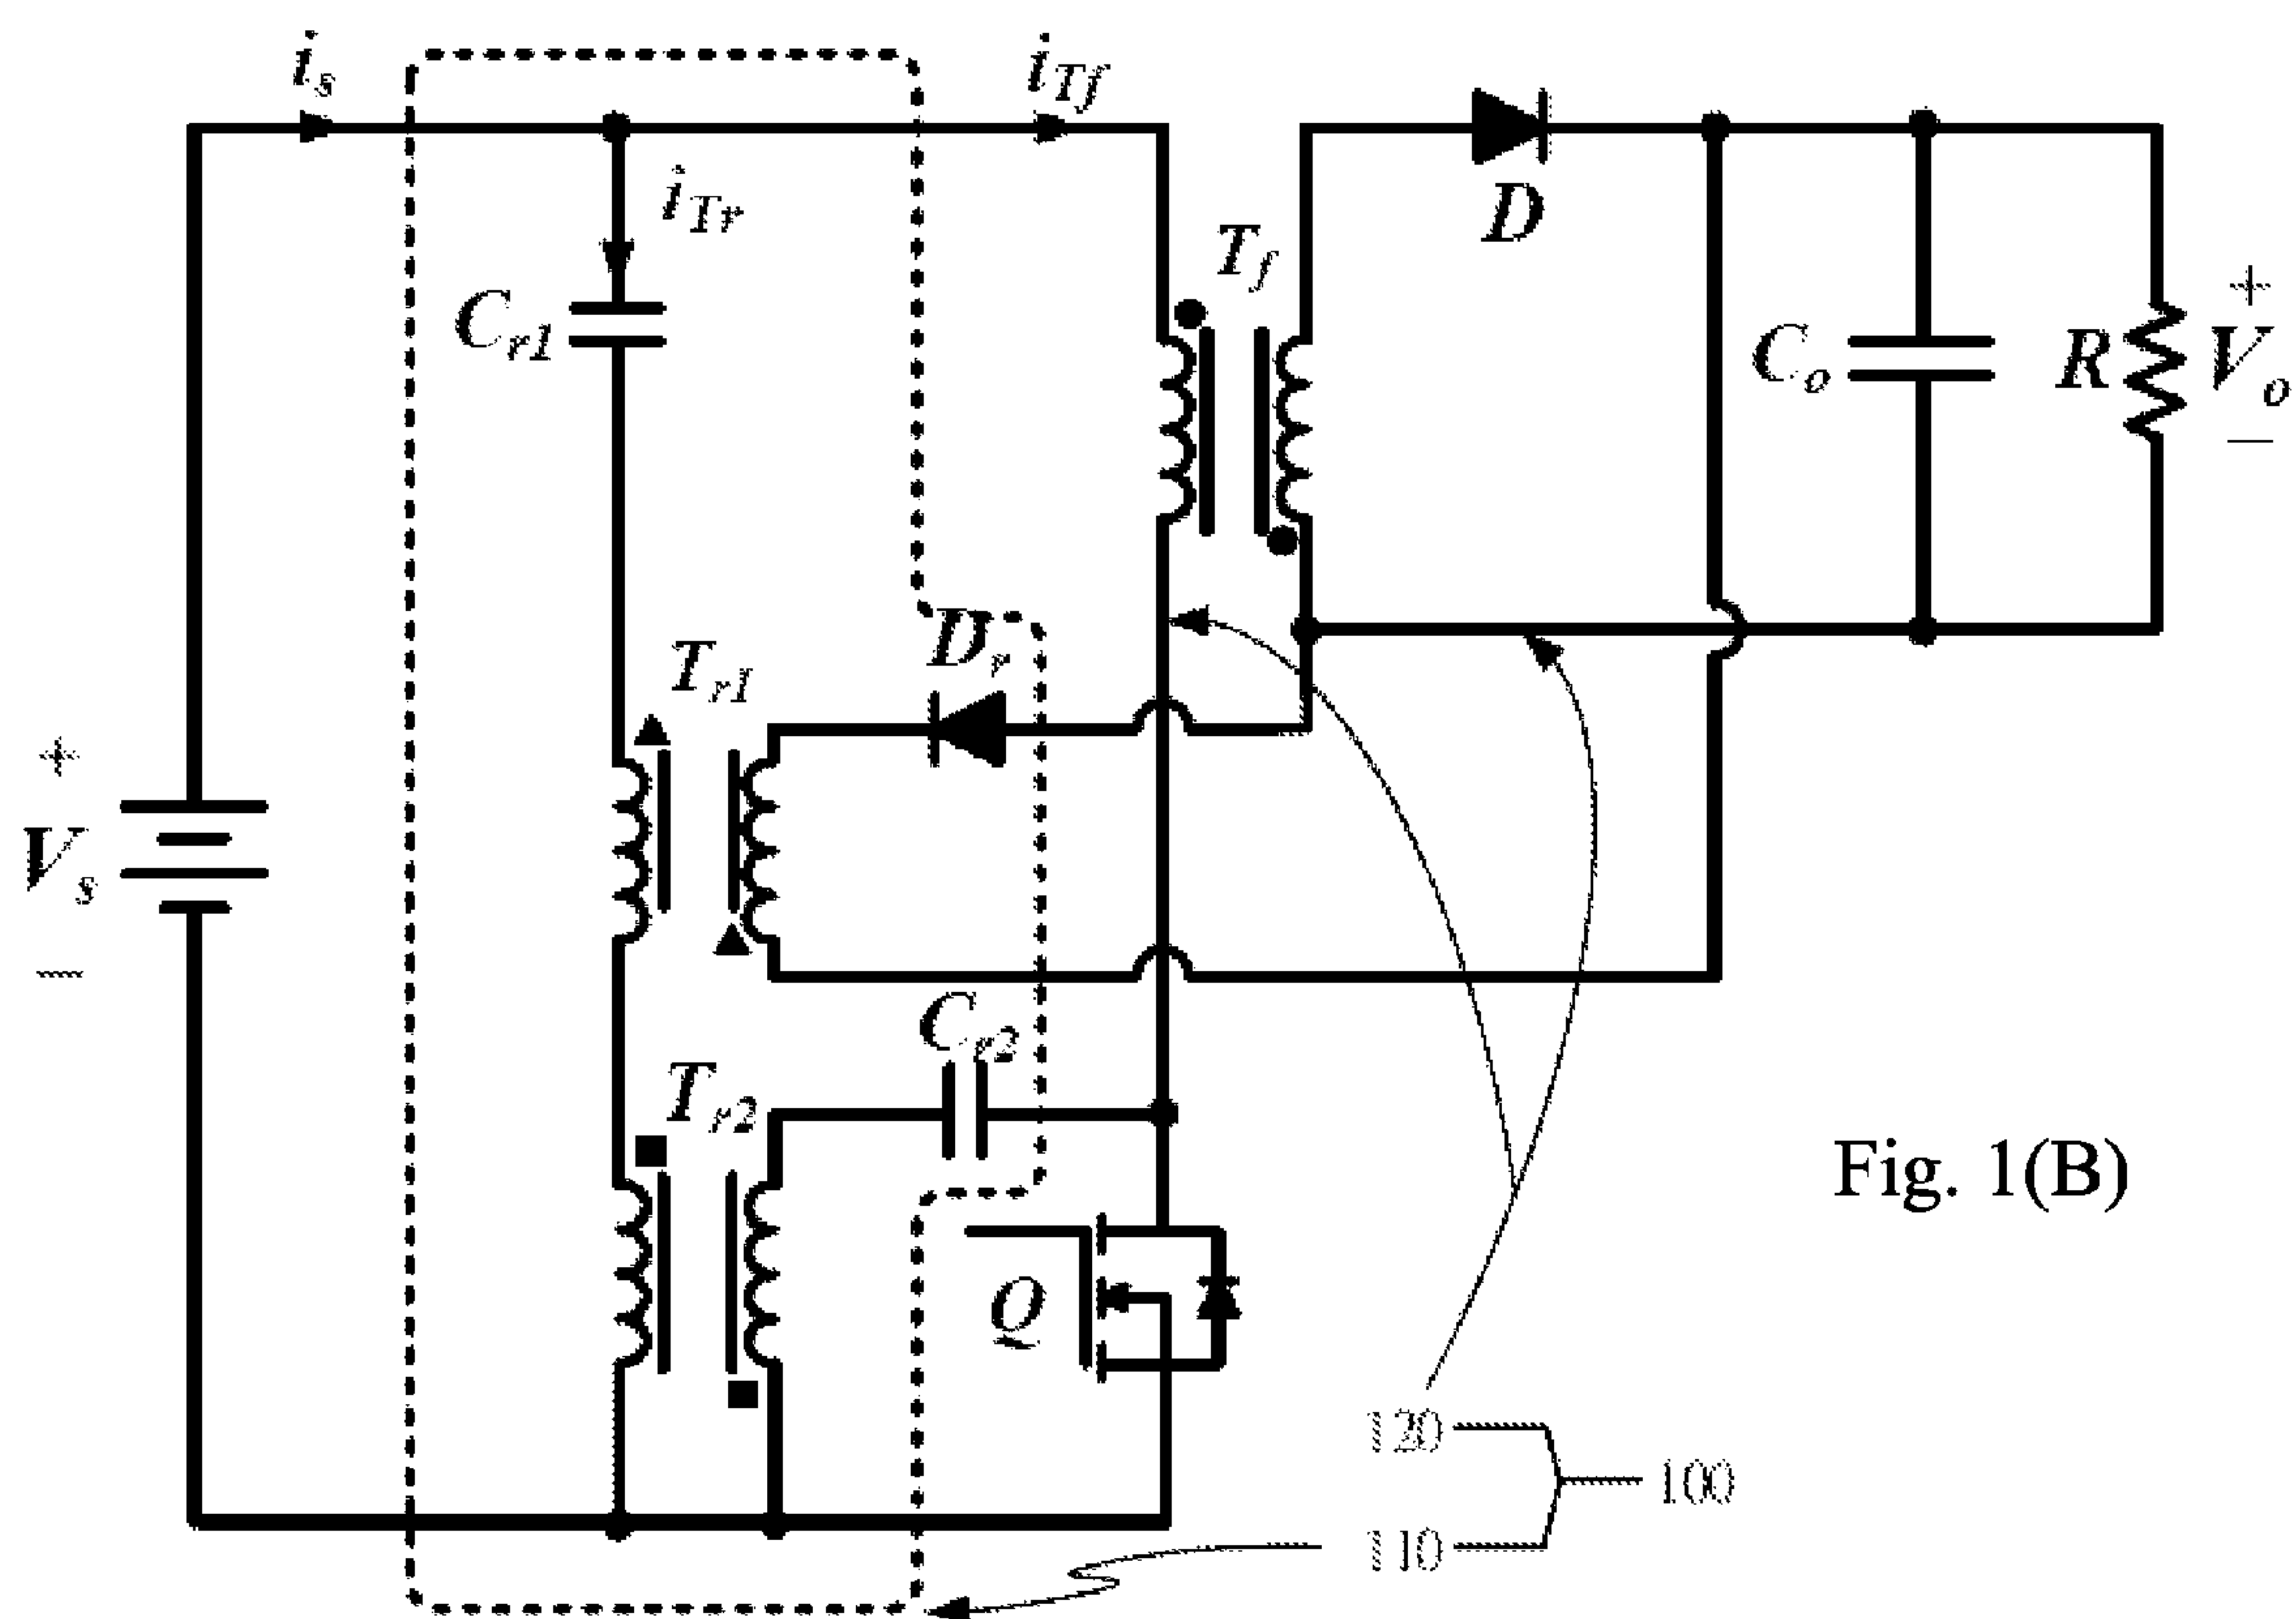 i_s
i_Tf
i_Tr
C_r1
T_f
D
C_o
R
+
V_o
−
D_r
T_r1
+
V_s
−
C_r2
T_r2
Q
Fig. 1(B)
120
100
110